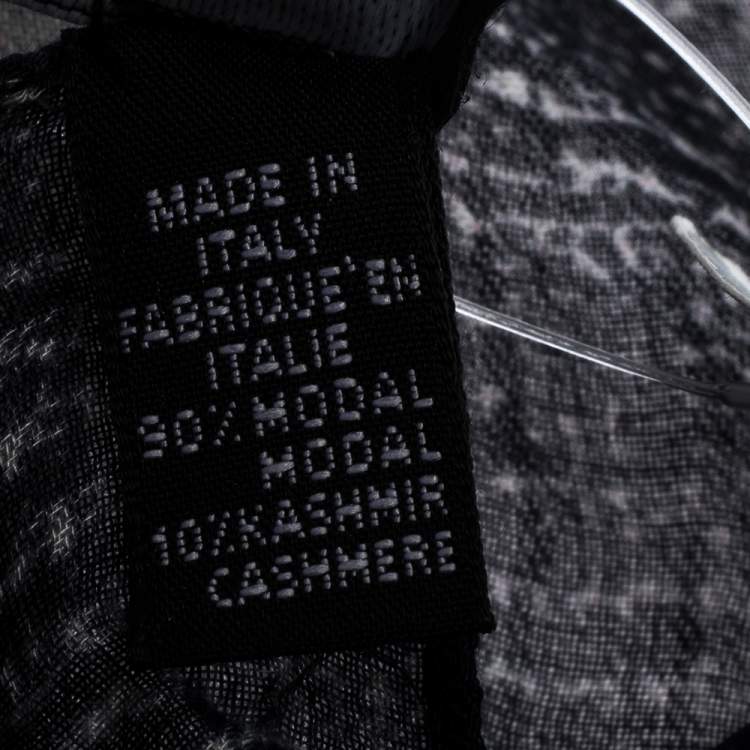 MADE IN
ITALY
FABRIQUE'EN
ITALIE
90%MODAL
MODAL
10%KASHMIR
CASHMERE